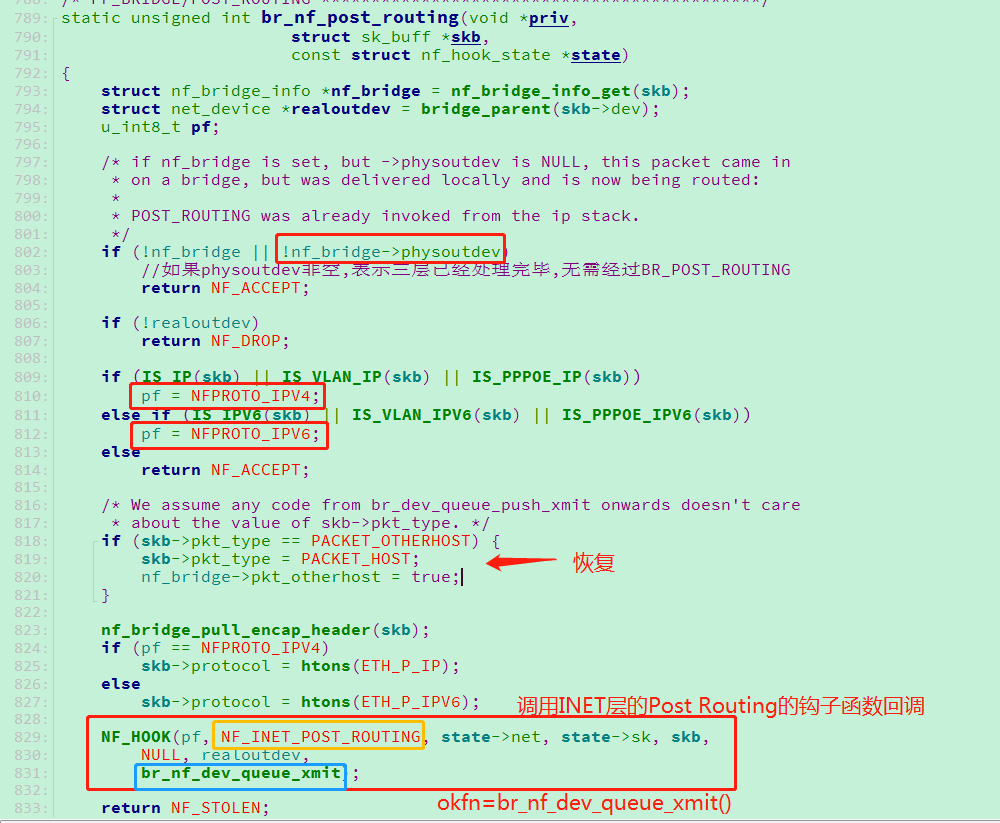 788: /* PF_BRIDGE/POST_ROUTING ********************************************/
789: static unsigned int br_nf_post_routing(void *priv,
790: struct sk_buff *skb,
791: const struct nf_hook_state *state)
792: {
793: struct nf_bridge_info *nf_bridge = nf_bridge_info_get(skb);
794: struct net_device *realoutdev = bridge_parent(skb->dev);
795: u_int8_t pf;
796:
797: /* if nf_bridge is set, but ->physoutdev is NULL, this packet came in
798: * on a bridge, but was delivered locally and is now being routed:
799: *
800: * POST_ROUTING was already invoked from the ip stack.
801: */
802: if (!nf_bridge || !nf_bridge->physoutdev)
803: //如果physoutdev非空,表示三层已经处理完毕,无需经过BR_POST_ROUTING
804: return NF_ACCEPT;
805:
806: if (!realoutdev)
807: return NF_DROP;
808:
809: if (IS_IP(skb) || IS_VLAN_IP(skb) || IS_PPPOE_IP(skb))
810: pf = NFPROTO_IPV4;
811: else if (IS_IPV6(skb) || IS_VLAN_IPV6(skb) || IS_PPPOE_IPV6(skb))
812: pf = NFPROTO_IPV6;
813: else
814: return NF_ACCEPT;
815:
816: /* We assume any code from br_dev_queue_push_xmit onwards doesn't care
817: * about the value of skb->pkt_type. */
818: if (skb->pkt_type == PACKET_OTHERHOST) {
819: skb->pkt_type = PACKET_HOST;
恢复
820: nf_bridge->pkt_otherhost = true;
821: }
822:
823: nf_bridge_pull_encap_header(skb);
824: if (pf == NFPROTO_IPV4)
825: skb->protocol = htons(ETH_P_IP);
826: else
827: skb->protocol = htons(ETH_P_IPV6);
调用INET层的Post Routing的钩子函数回调
828:
829: NF_HOOK(pf, NF_INET_POST_ROUTING, state->net, state->sk, skb,
830: NULL, realoutdev,
831: br_nf_dev_queue_xmit);
832:
okfn=br_nf_dev_queue_xmit()
833: return NF_STOLEN;